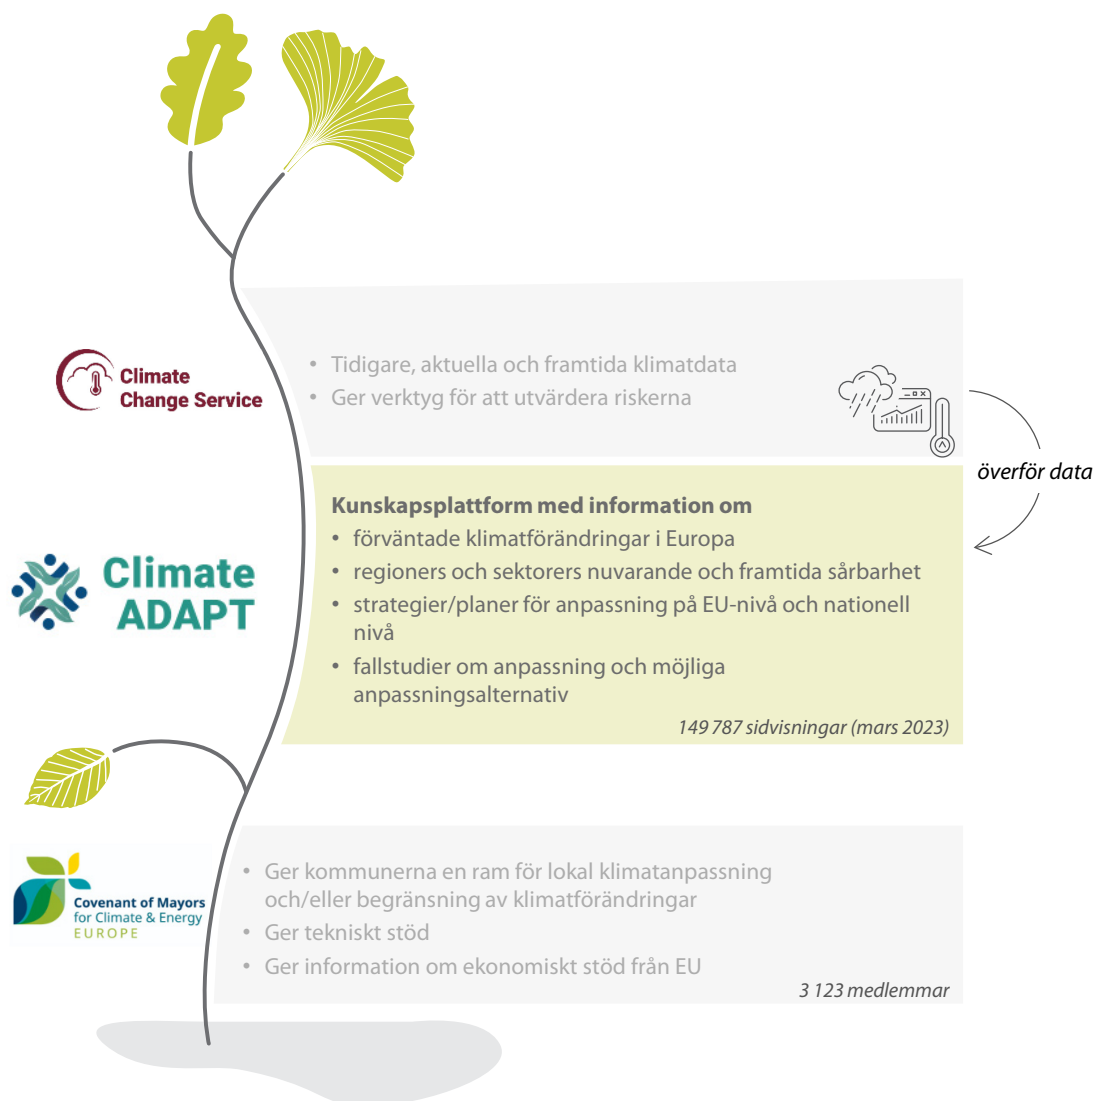 Climate
Change Service
• Tidigare, aktuella och framtida klimatdata
• Ger verktyg för att utvärdera riskerna
överför data
Climate
ADAPT
Kunskapsplattform med information om
• förväntade klimatförändringar i Europa
• regioners och sektorers nuvarande och framtida sårbarhet
• strategier/planer för anpassning på EU-nivå och nationell
nivå
• fallstudier om anpassning och möjliga
anpassningsalternativ
149 787 sidvisningar (mars 2023)
Covenant of Mayors
for Climate & Energy
EUROPE
• Ger kommunerna en ram för lokal klimatanpassning
och/eller begränsning av klimatförändringar
• Ger tekniskt stöd
• Ger information om ekonomiskt stöd från EU
3 123 medlemmar